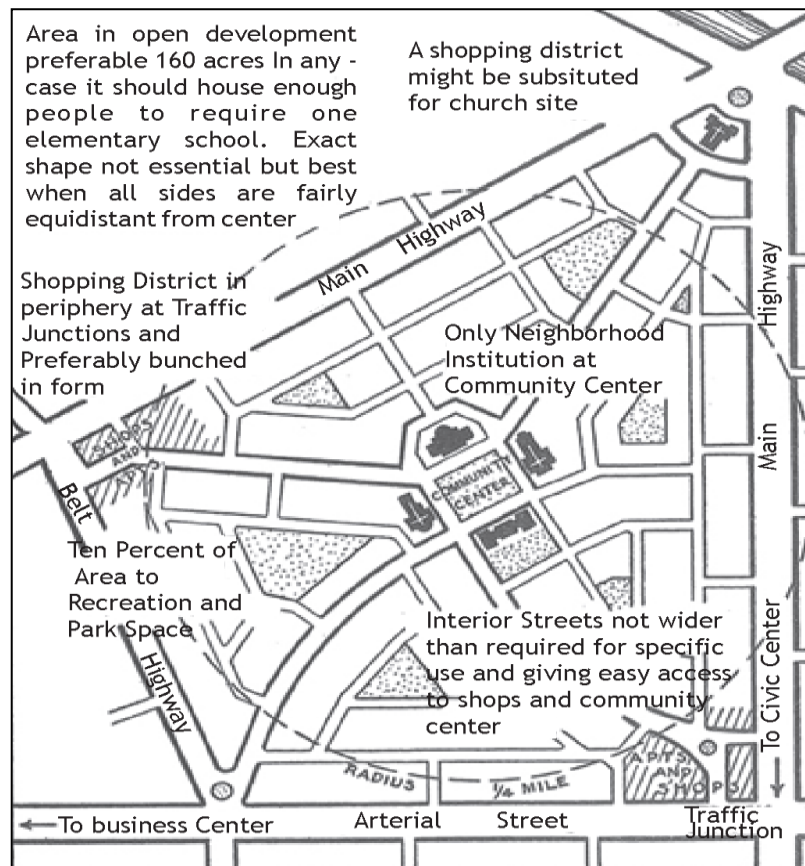 Area in open development
preferable 160 acres In any -
case it should house enough
people to require one
elementary school. Exact
shape not essential but best
when all sides are fairly
equidistant from center
A shopping district
might be subsituted
for church site
Main Highway
Shopping District in
periphery at Traffic
Junctions and
Preferably bunched
in form
Highway
Main
Only Neighborhood
Institution at
Community Center
SHOPS
AND
APTS
COMMUNITY
CENTER
Belt
Highway
Ten Percent of
Area to
Recreation and
Park Space
Interior Streets not wider
than required for specific
use and giving easy access
to shops and community
center
To Civic Center
APTS
AND
SHOPS
RADIUS 1/4 MILE
To business Center
Arterial Street
Traffic
Junction